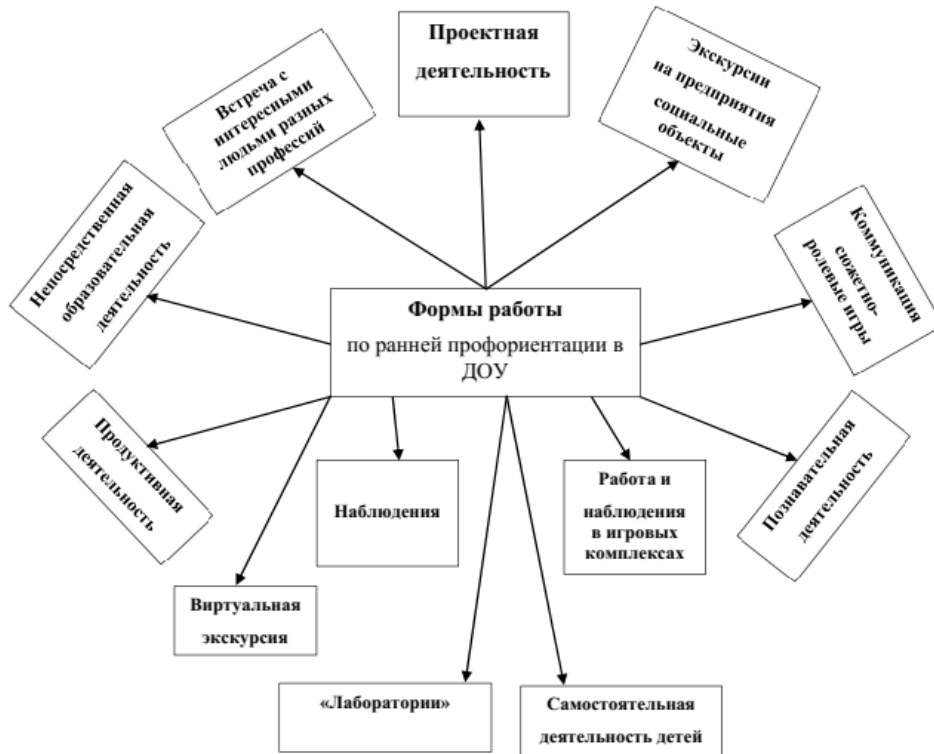 Проектная
деятельность
Экскурсии
на предприятия
социальные
объекты
Встреча с
интересными
людьми разных
профессий
Непосредственная
образовательная
деятельность
Коммуникация
сюжетно-
ролевые игры
Формы работы
по ранней профориентации в
ДОУ
Продуктивная
деятельность
Наблюдения
Работа и
наблюдения
в игровых
комплексах
Познавательная
деятельность
Виртуальная
экскурсия
«Лаборатории»
Самостоятельная
деятельность детей